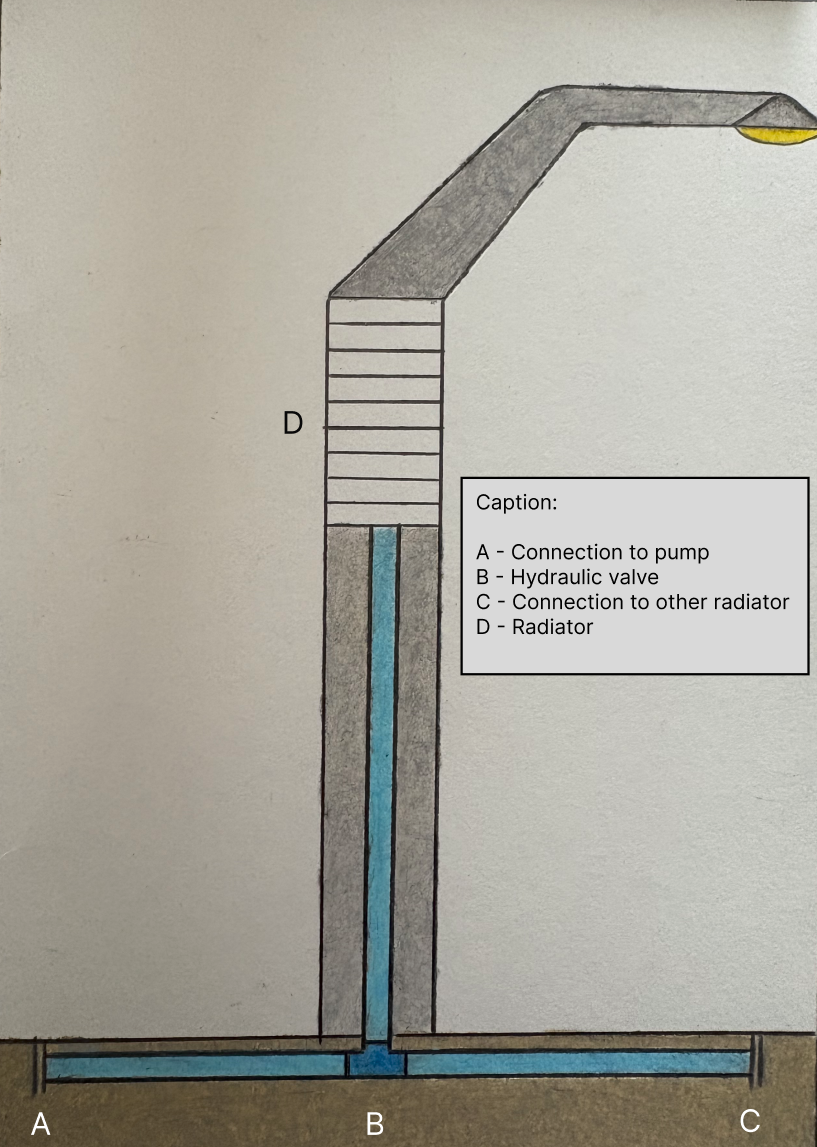 D
Caption:
A - Connection to pump
B - Hydraulic valve
C - Connection to other radiator
D - Radiator
A
B
C